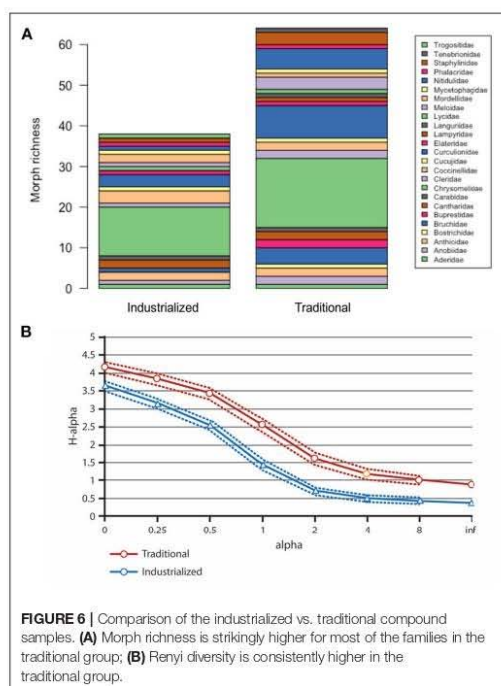 A
Morph richness
60
50
40
30
20
10
0
Industrialized
Traditional
Trogositidae
Tenebrionidae
Staphylinidae
Phalacridae
Nitidulidae
Mycetophagidae
Mordellidae
Meloidae
Lycidae
Languriidae
Lampyridae
Elateridae
Curculionidae
Cucujidae
Coccinellidae
Cleridae
Chrysomelidae
Carabidae
Cantharidae
Buprestidae
Bruchidae
Bostrichidae
Anthicidae
Anobiidae
Aderidae
B
H-alpha
5
4.5
4
3.5
3
2.5
2
1.5
1
0.5
0
0 0.25 0.5 1 2 4 8 inf
alpha
Traditional
Industrialized
FIGURE 6 | Comparison of the industrialized vs. traditional compound
samples. (A) Morph richness is strikingly higher for most of the families in the
traditional group; (B) Renyi diversity is consistently higher in the
traditional group.